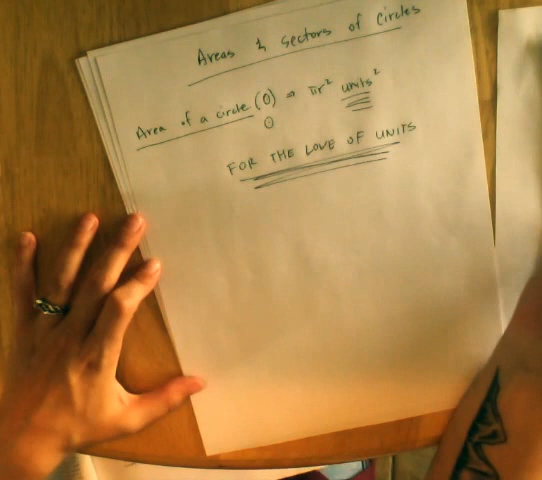 Areas & Sectors of Circles
Area of a circle (O) ⇒ πr² units²
O
FOR THE LOVE OF UNITS